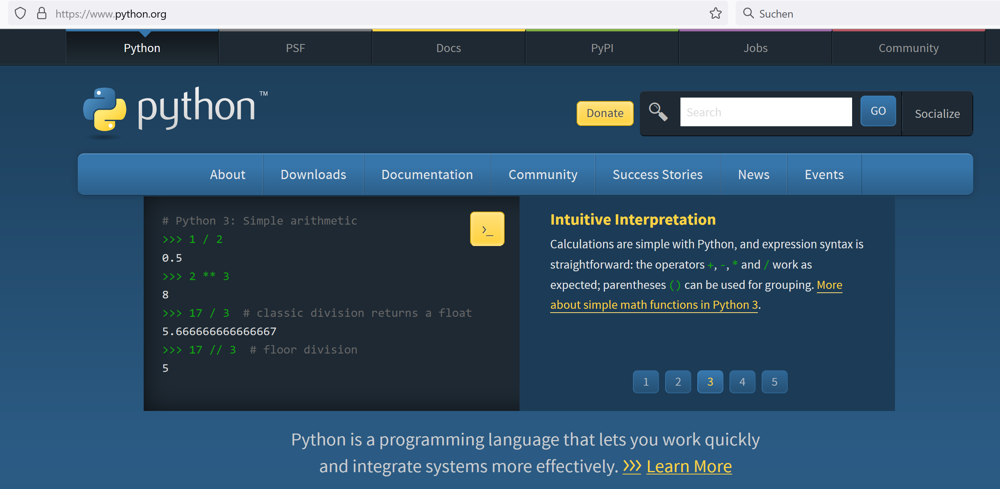 https://www.python.org
Suchen
Python PSF Docs PyPI Jobs Community
python TM
Donate Search GO Socialize
About Downloads Documentation Community Success Stories News Events
# Python 3: Simple arithmetic
>>> 1 / 2
0.5
>>> 2 ** 3
8
>>> 17 / 3  # classic division returns a float
5.666666666666667
>>> 17 // 3  # floor division
5
>_
Intuitive Interpretation
Calculations are simple with Python, and expression syntax is
straightforward: the operators +, -, * and / work as
expected; parentheses () can be used for grouping. More
about simple math functions in Python 3.
1 2 3 4 5
Python is a programming language that lets you work quickly
and integrate systems more effectively. >>> Learn More